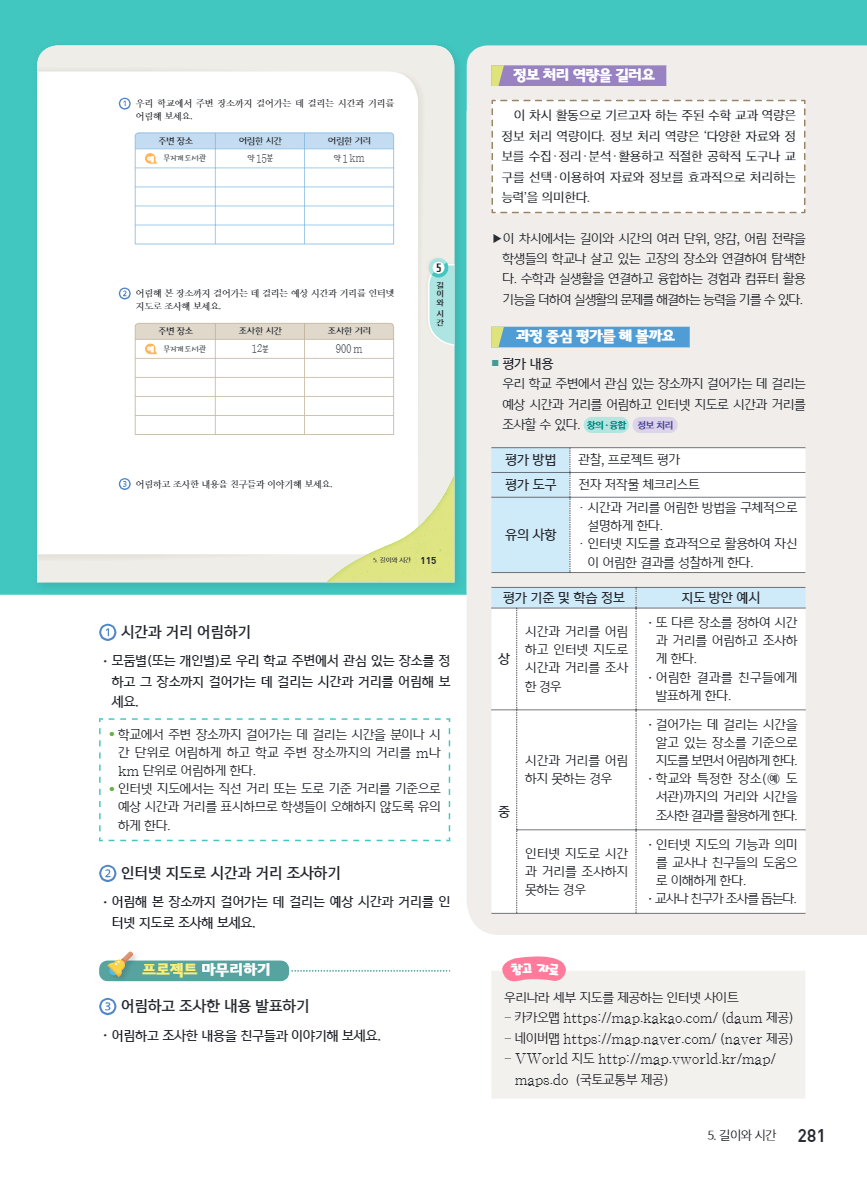 ① 우리 학교에서 주변 장소까지 걸어가는 데 걸리는 시간과 거리를
어림해 보세요.
주변 장소 어림한 시간 어림한 거리
무지개 도서관 약 15분 약 1 km
② 어림해 본 장소까지 걸어가는 데 걸리는 예상 시간과 거리를 인터넷
지도로 조사해 보세요.
주변 장소 조사한 시간 조사한 거리
무지개 도서관 12분 900 m
③ 어림하고 조사한 내용을 친구들과 이야기해 보세요.
5
길이와 시간
5. 길이와 시간 115
① 시간과 거리 어림하기
· 모둠별(또는 개인별)로 우리 학교 주변에서 관심 있는 장소를 정
하고 그 장소까지 걸어가는 데 걸리는 시간과 거리를 어림해 보
세요.
• 학교에서 주변 장소까지 걸어가는 데 걸리는 시간을 분이나 시
간 단위로 어림하게 하고 학교 주변 장소까지의 거리를 m나
km 단위로 어림하게 한다.
• 인터넷 지도에서는 직선 거리 또는 도로 기준 거리를 기준으로
예상 시간과 거리를 표시하므로 학생들이 오해하지 않도록 유의
하게 한다.
② 인터넷 지도로 시간과 거리 조사하기
· 어림해 본 장소까지 걸어가는 데 걸리는 예상 시간과 거리를 인
터넷 지도로 조사해 보세요.
프로젝트 마무리하기
③ 어림하고 조사한 내용 발표하기
· 어림하고 조사한 내용을 친구들과 이야기해 보세요.
정보 처리 역량을 길러요
이 차시 활동으로 기르고자 하는 주된 수학 교과 역량은
정보 처리 역량이다. 정보 처리 역량은 ‘다양한 자료와 정
보를 수집·정리·분석·활용하고 적절한 공학적 도구나 교
구를 선택·이용하여 자료와 정보를 효과적으로 처리하는
능력’을 의미한다.
▶이 차시에서는 길이와 시간의 여러 단위, 양감, 어림 전략을
학생들의 학교나 살고 있는 고장의 장소와 연결하여 탐색한
다. 수학과 실생활을 연결하고 융합하는 경험과 컴퓨터 활용
기능을 더하여 실생활의 문제를 해결하는 능력을 기를 수 있다.
과정 중심 평가를 해 볼까요
■ 평가 내용
우리 학교 주변에서 관심 있는 장소까지 걸어가는 데 걸리는
예상 시간과 거리를 어림하고 인터넷 지도로 시간과 거리를
조사할 수 있다. 창의·융합 정보 처리
평가 방법 관찰, 프로젝트 평가
평가 도구 전자 저작물 체크리스트
유의 사항
· 시간과 거리를 어림한 방법을 구체적으로
설명하게 한다.
· 인터넷 지도를 효과적으로 활용하여 자신
이 어림한 결과를 성찰하게 한다.
평가 기준 및 학습 정보 지도 방안 예시
상
시간과 거리를 어림
하고 인터넷 지도로
시간과 거리를 조사
한 경우
· 또 다른 장소를 정하여 시간
과 거리를 어림하고 조사하
게 한다.
· 어림한 결과를 친구들에게
발표하게 한다.
중
시간과 거리를 어림
하지 못하는 경우
· 걸어가는 데 걸리는 시간을
알고 있는 장소를 기준으로
지도를 보면서 어림하게 한다.
· 학교와 특정한 장소(예 도
서관)까지의 거리와 시간을
조사한 결과를 활용하게 한다.
인터넷 지도로 시간
과 거리를 조사하지
못하는 경우
· 인터넷 지도의 기능과 의미
를 교사나 친구들의 도움으
로 이해하게 한다.
· 교사나 친구가 조사를 돕는다.
참고 자료
우리나라 세부 지도를 제공하는 인터넷 사이트
– 카카오맵 https://map.kakao.com/ (daum 제공)
– 네이버맵 https://map.naver.com/ (naver 제공)
– VWorld 지도 http://map.vworld.kr/map/
maps.do (국토교통부 제공)
5. 길이와 시간 281